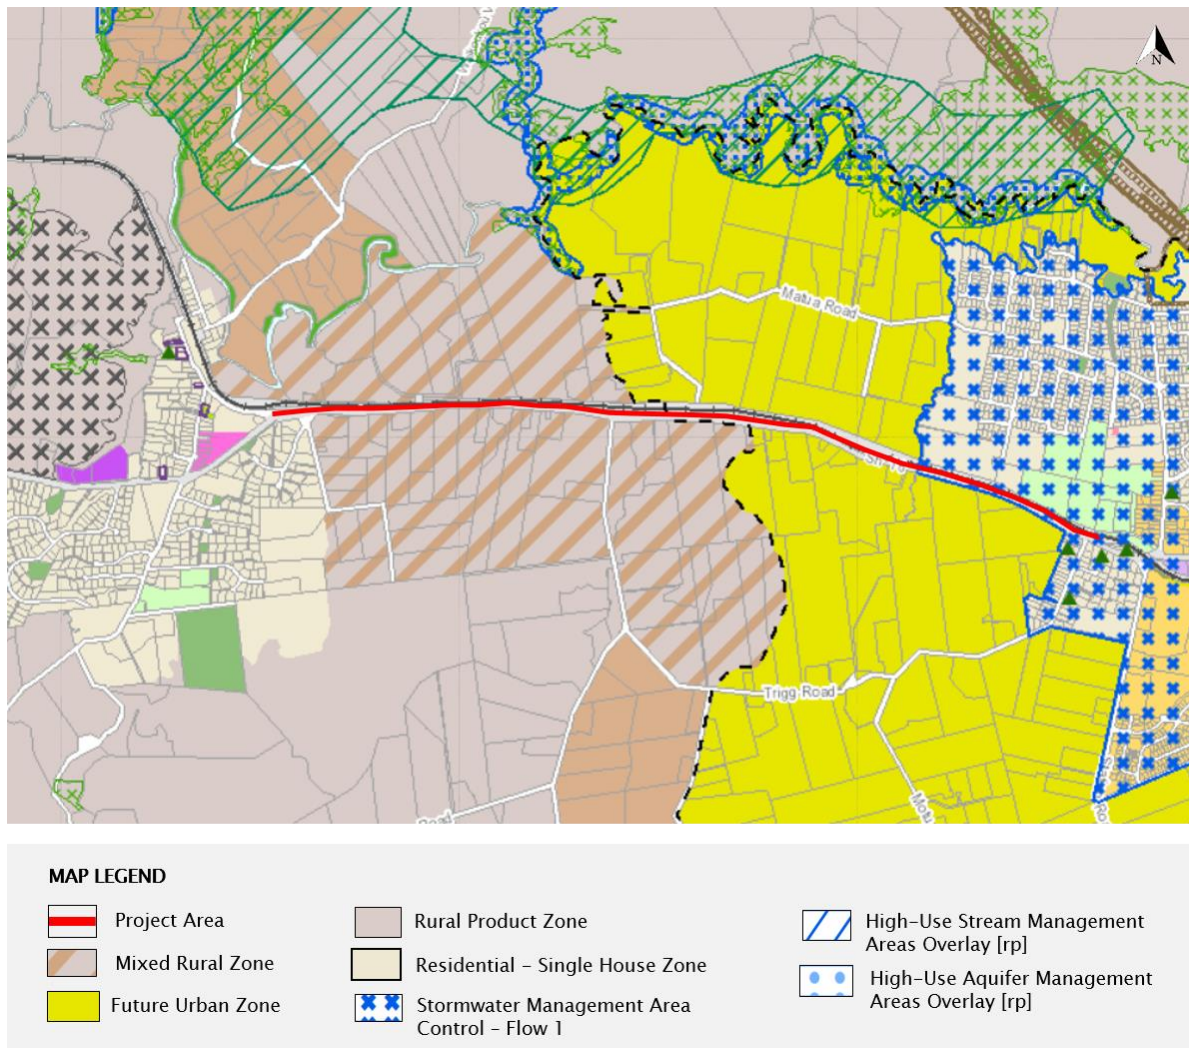 N
Matua Road
Trigg Road
Road
MAP LEGEND
Project Area
Mixed Rural Zone
Future Urban Zone
Rural Product Zone
Residential – Single House Zone
Stormwater Management Area
Control – Flow 1
High-Use Stream Management
Areas Overlay [rp]
High-Use Aquifer Management
Areas Overlay [rp]